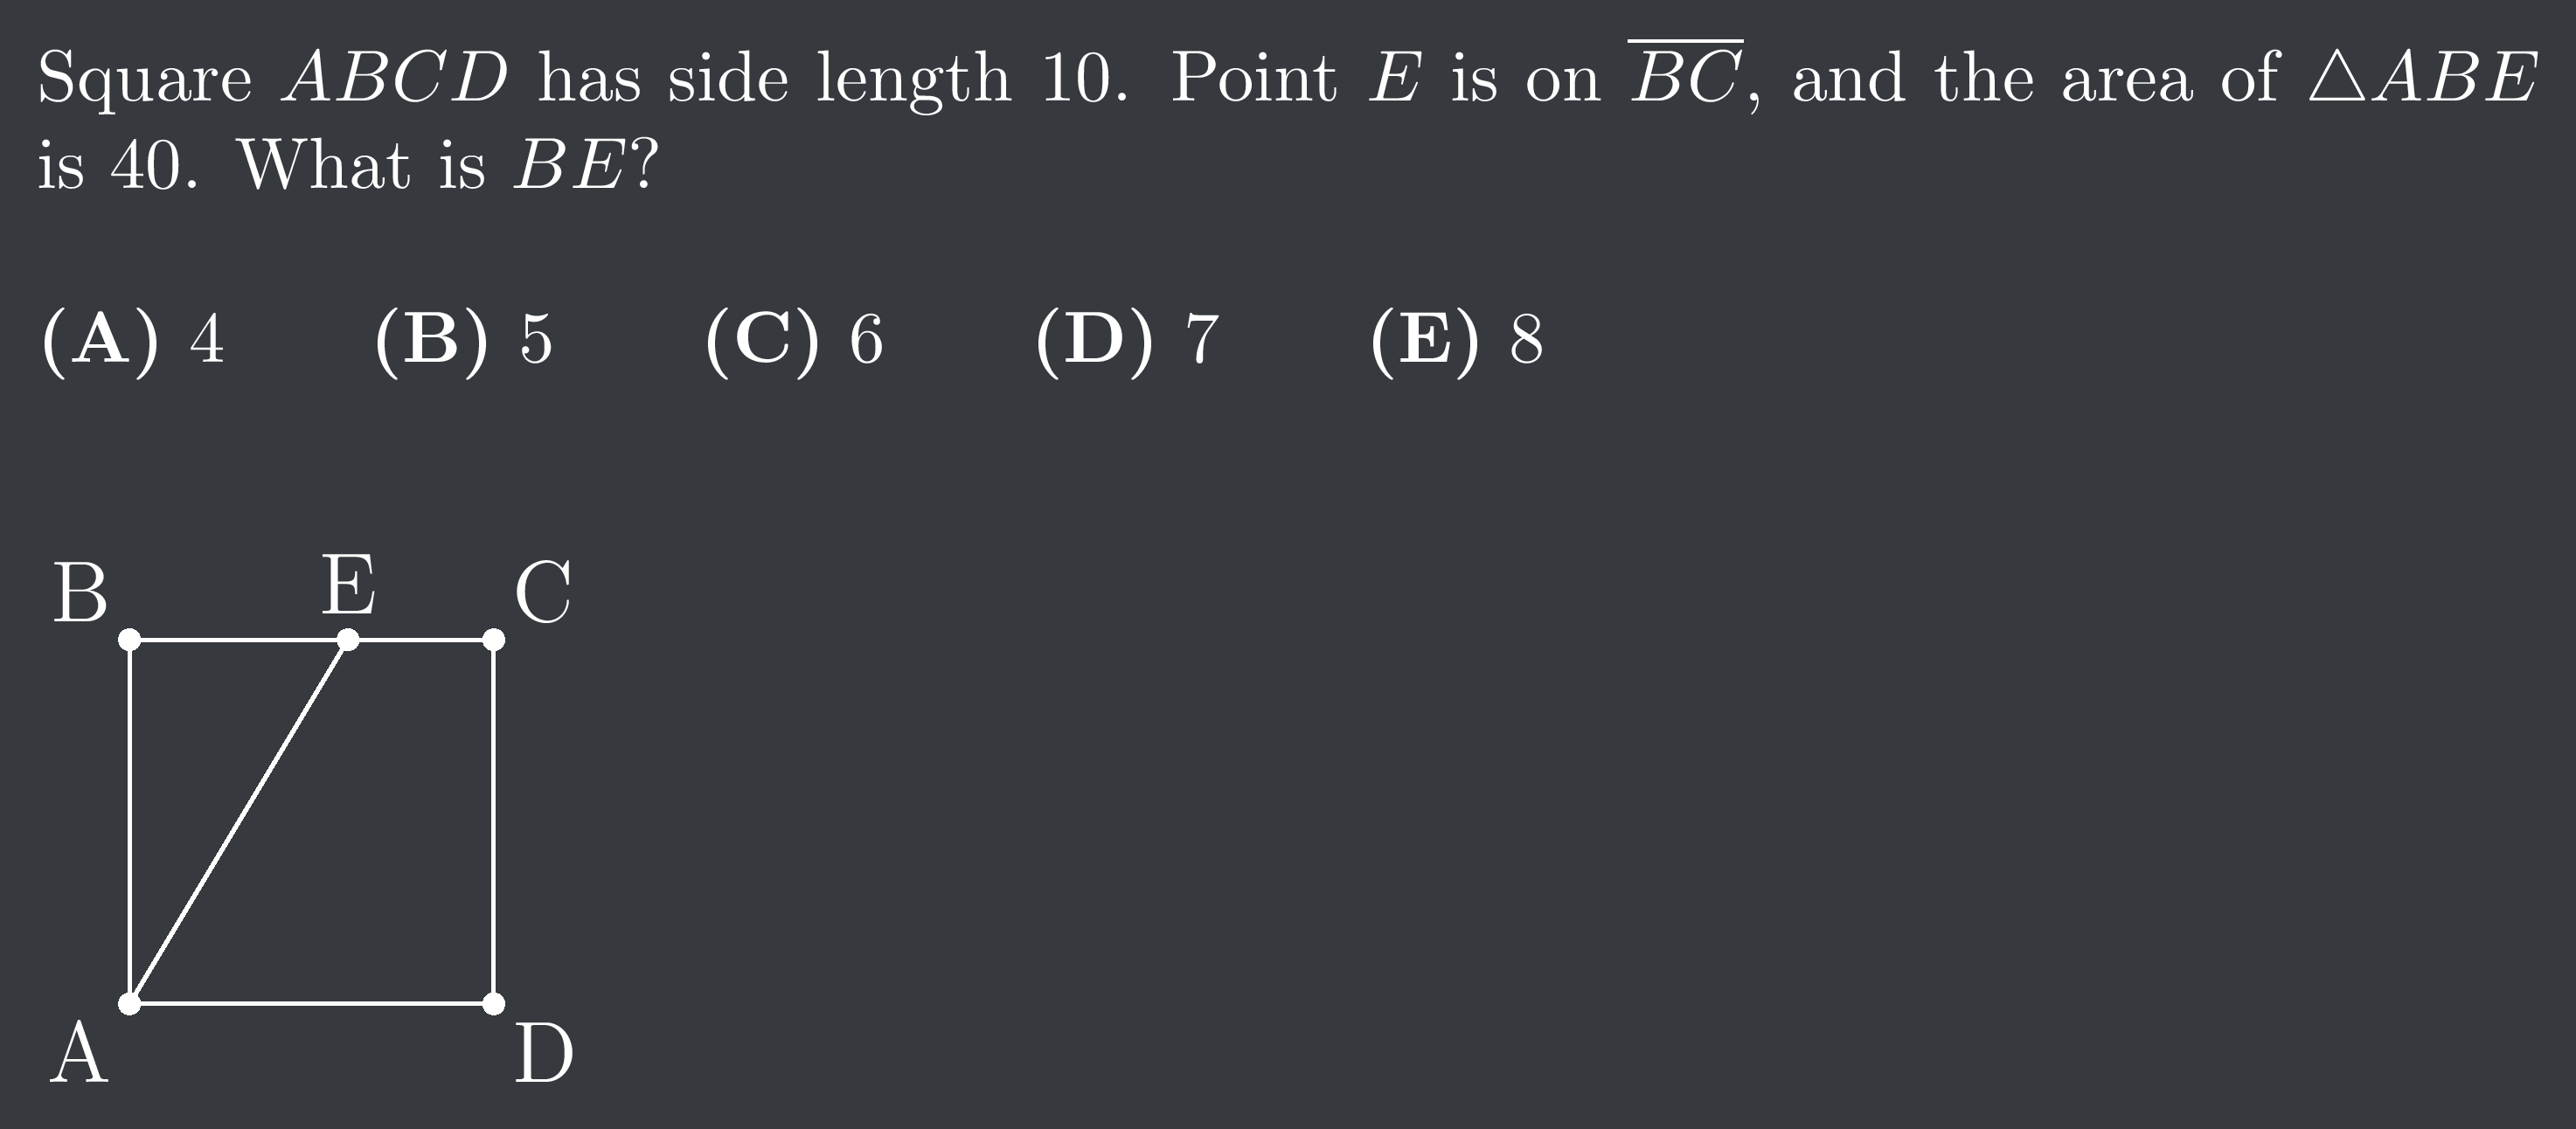 Square ABCD has side length 10. Point E is on \overline{BC}, and the area of △ABE
is 40. What is BE?
(A) 4 (B) 5 (C) 6 (D) 7 (E) 8
B E C
A D